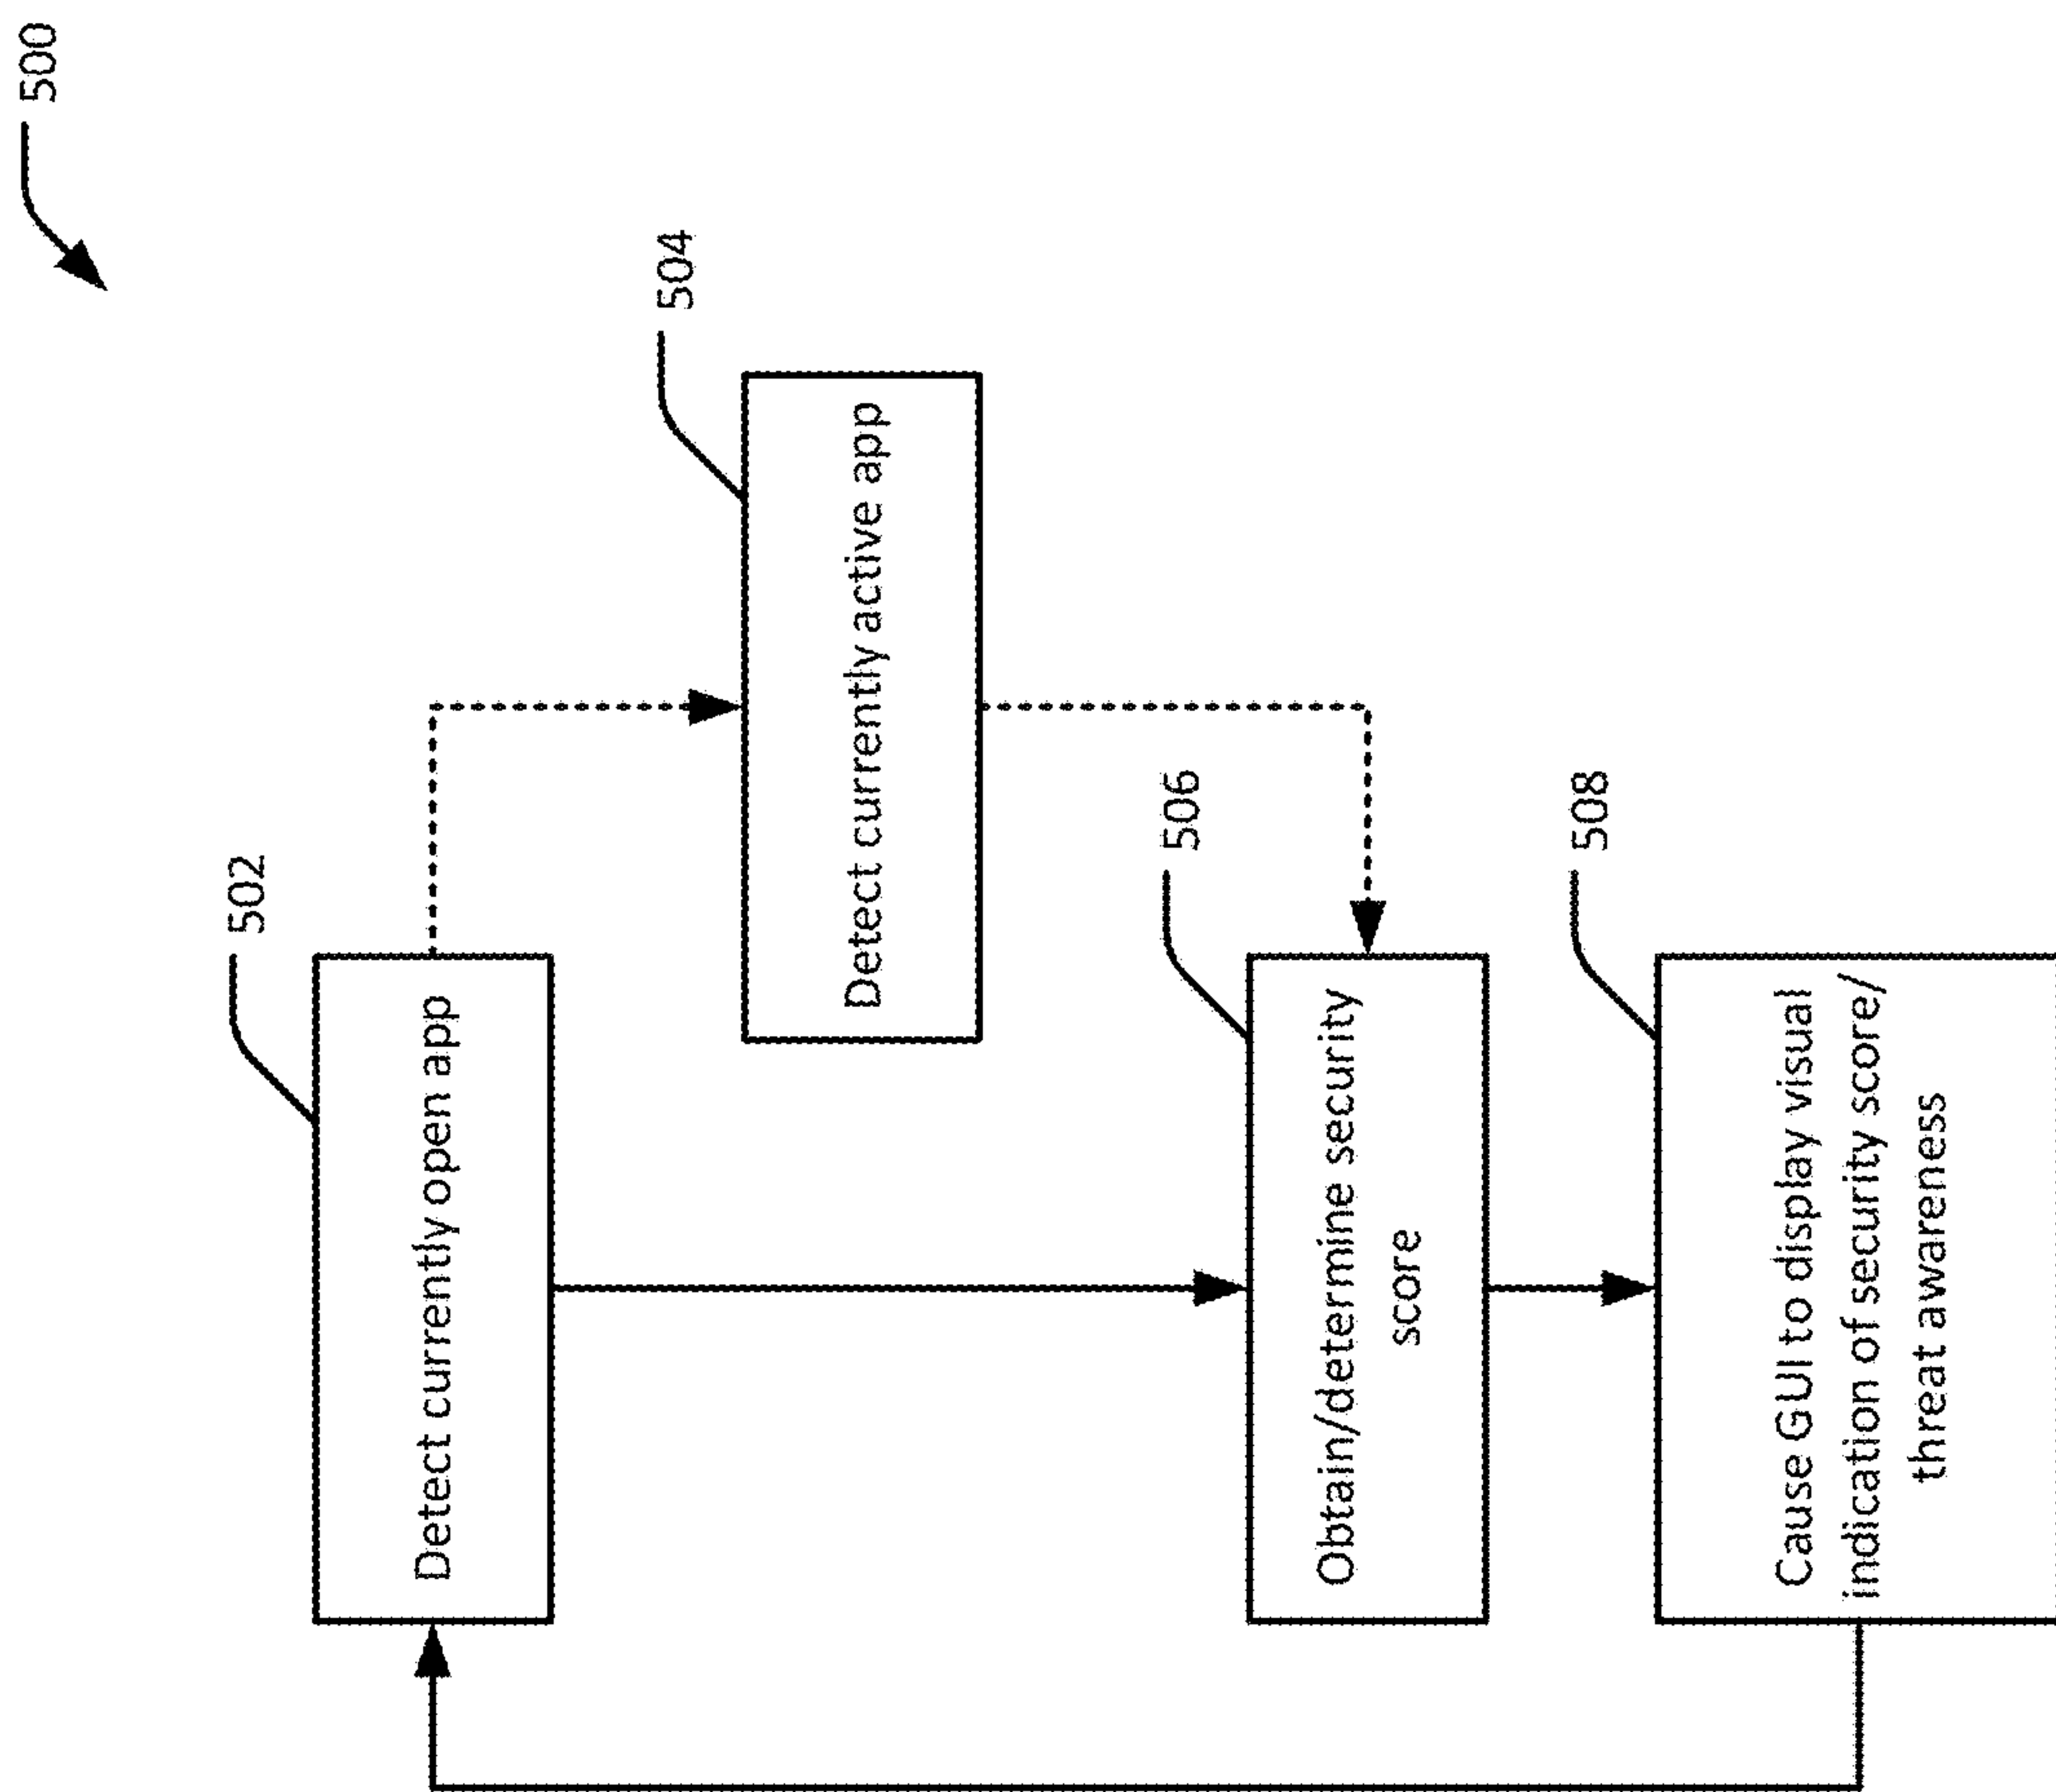 500
502
Detect currently open app
504
Detect currently active app
506
Obtain/determine security
score
508
Cause GUI to display visual
indication of security score/
threat awareness